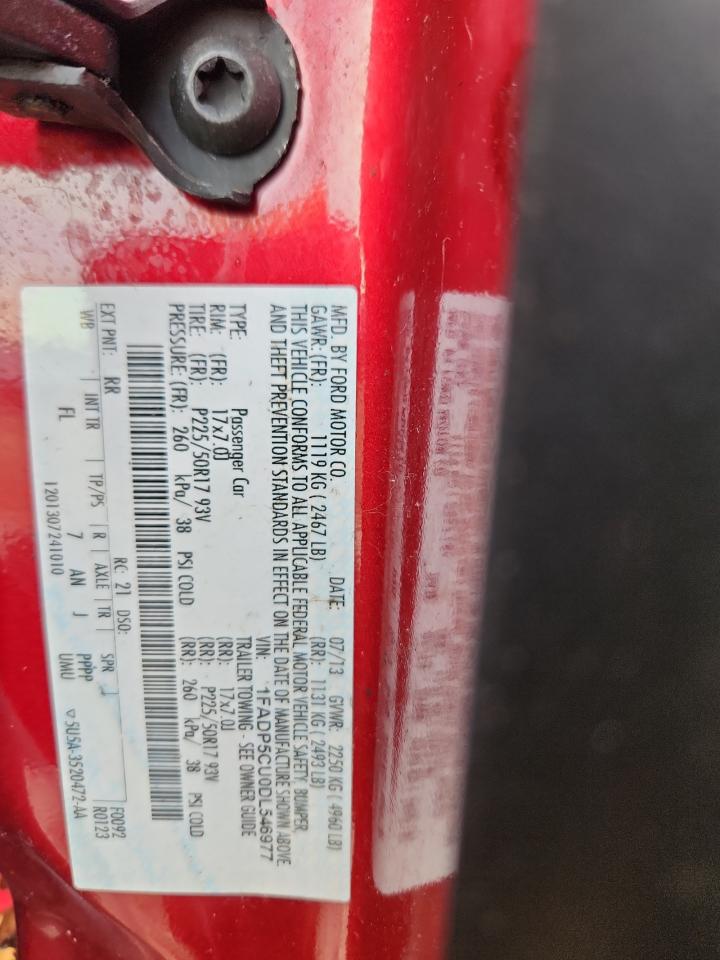 MFD. BY FORD MOTOR CO.
DATE: 07/13 GVWR: 2250 KG ( 4960 LB)
GAWR: (FR): 1119 KG ( 2467 LB) (RR): 1131 KG ( 2493 LB)
THIS VEHICLE CONFORMS TO ALL APPLICABLE FEDERAL MOTOR VEHICLE SAFETY, BUMPER,
AND THEFT PREVENTION STANDARDS IN EFFECT ON THE DATE OF MANUFACTURE SHOWN ABOVE.
VIN: 1FADP5CU0DL546977
TYPE: Passenger Car TRAILER TOWING - SEE OWNER GUIDE
RIM: (FR): 17x7.0J (RR): 17x7.0J
TIRE: (FR): P225/50R17 93V (RR): P225/50R17 93V
PRESSURE: (FR): 260 kPa/ 38 PSI COLD (RR): 260 kPa/ 38 PSI COLD
EXT PNT: RR RC: 21 DSO: F0092
WB INT TR TP/PS R AXLE TR SPR R0123
FL 7 AN J PPPP
1201307241010 UMU ▽5U5A-3520472-AA